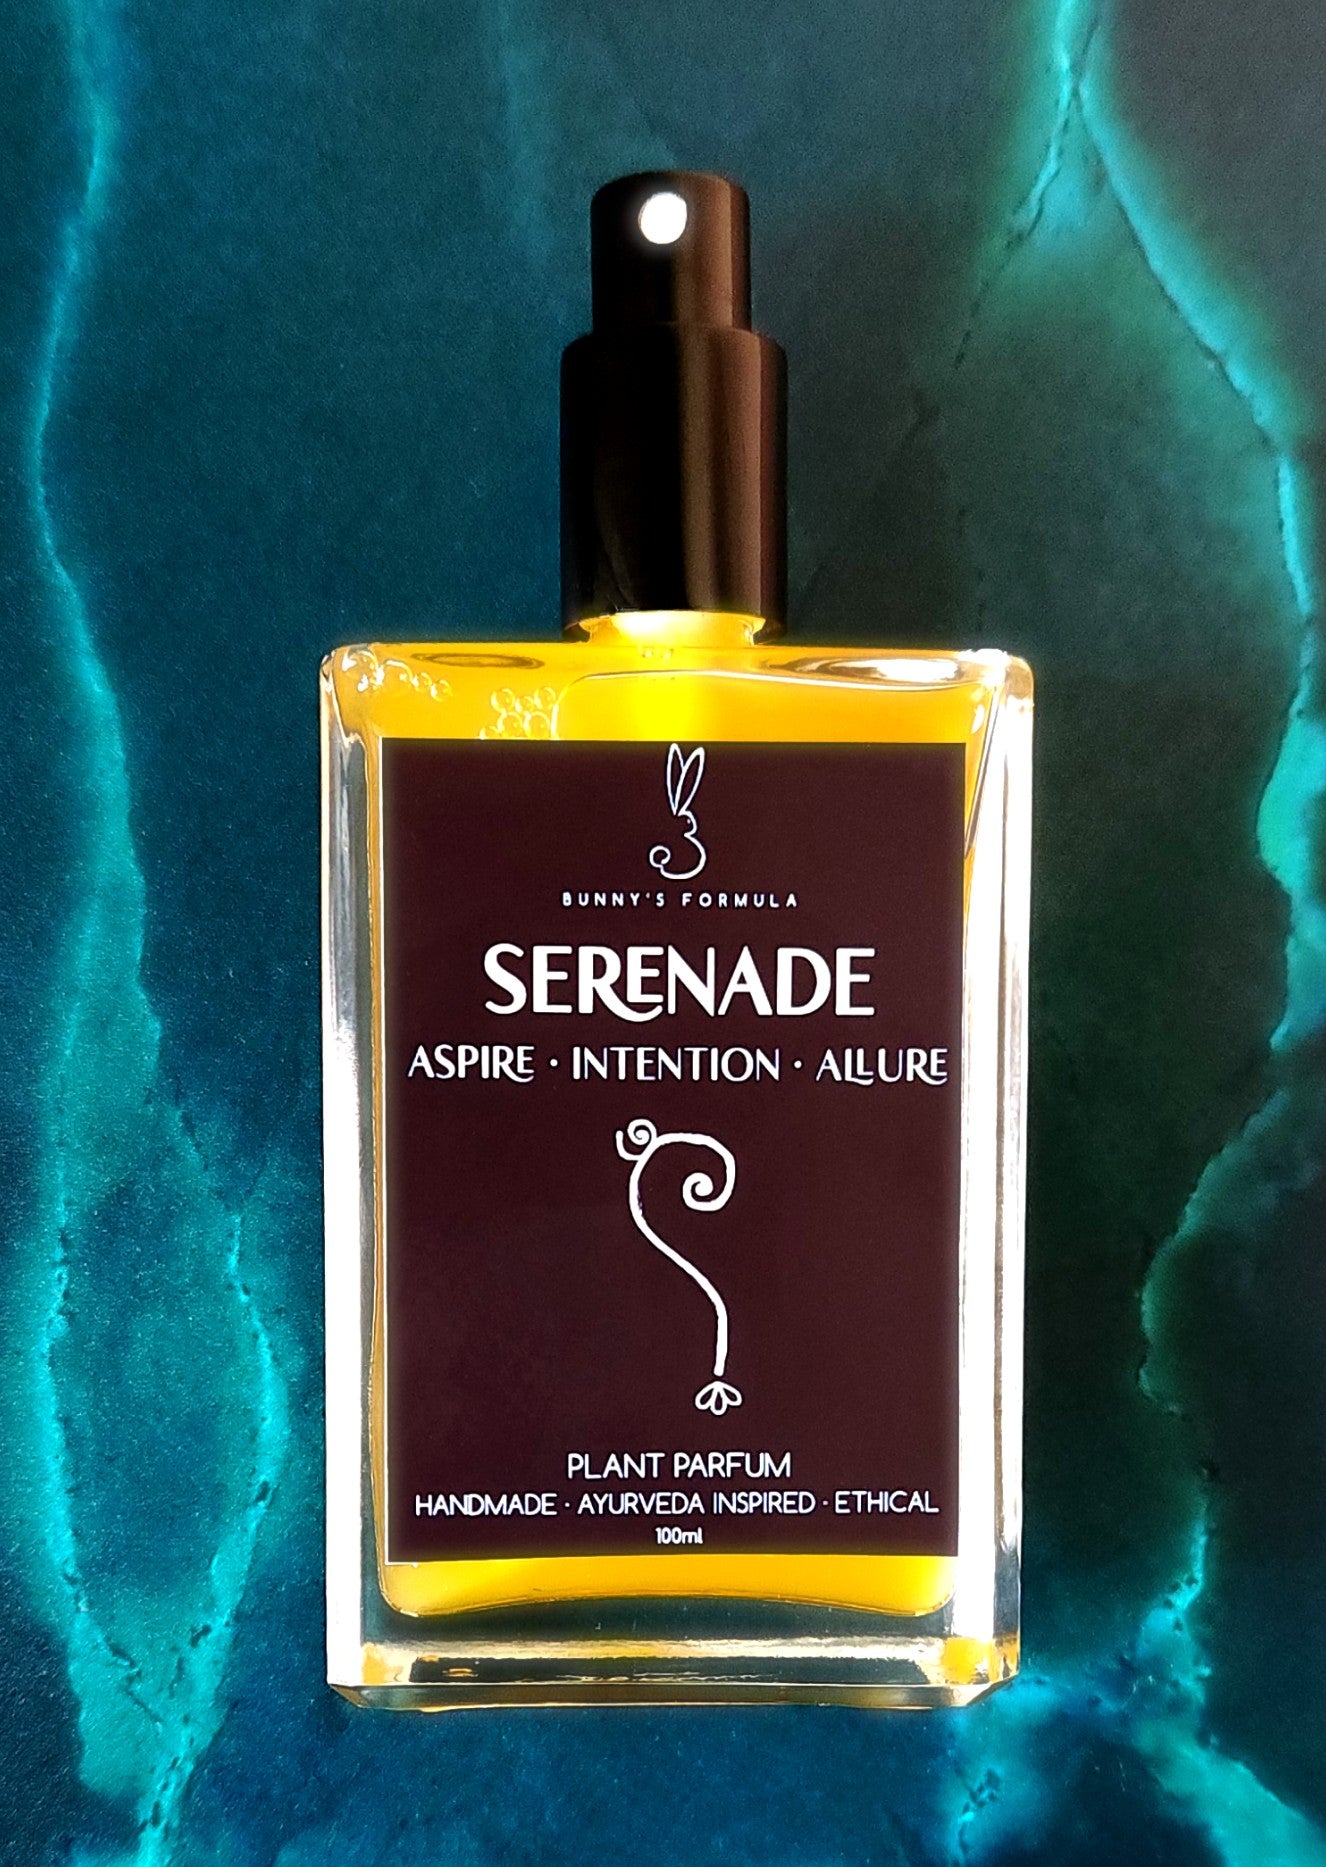 BUNNY'S FORMULA
SERENADE
ASPIRE · INTENTION · ALLURE
PLANT PARFUM
HANDMADE · AYURVEDA INSPIRED · ETHICAL
100ml